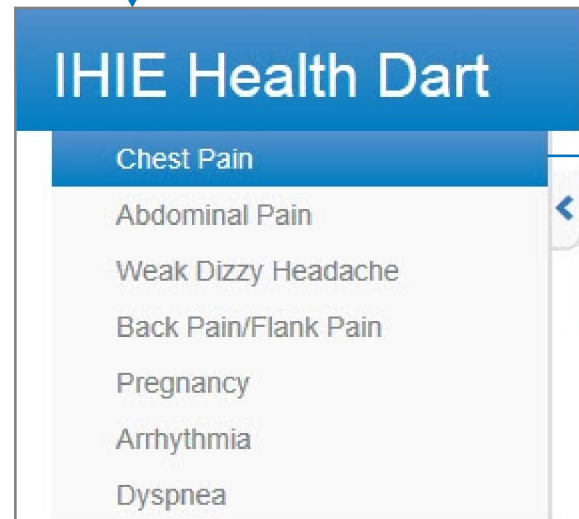 IHIE Health Dart
Chest Pain
Abdominal Pain
Weak Dizzy Headache
Back Pain/Flank Pain
Pregnancy
Arrhythmia
Dyspnea